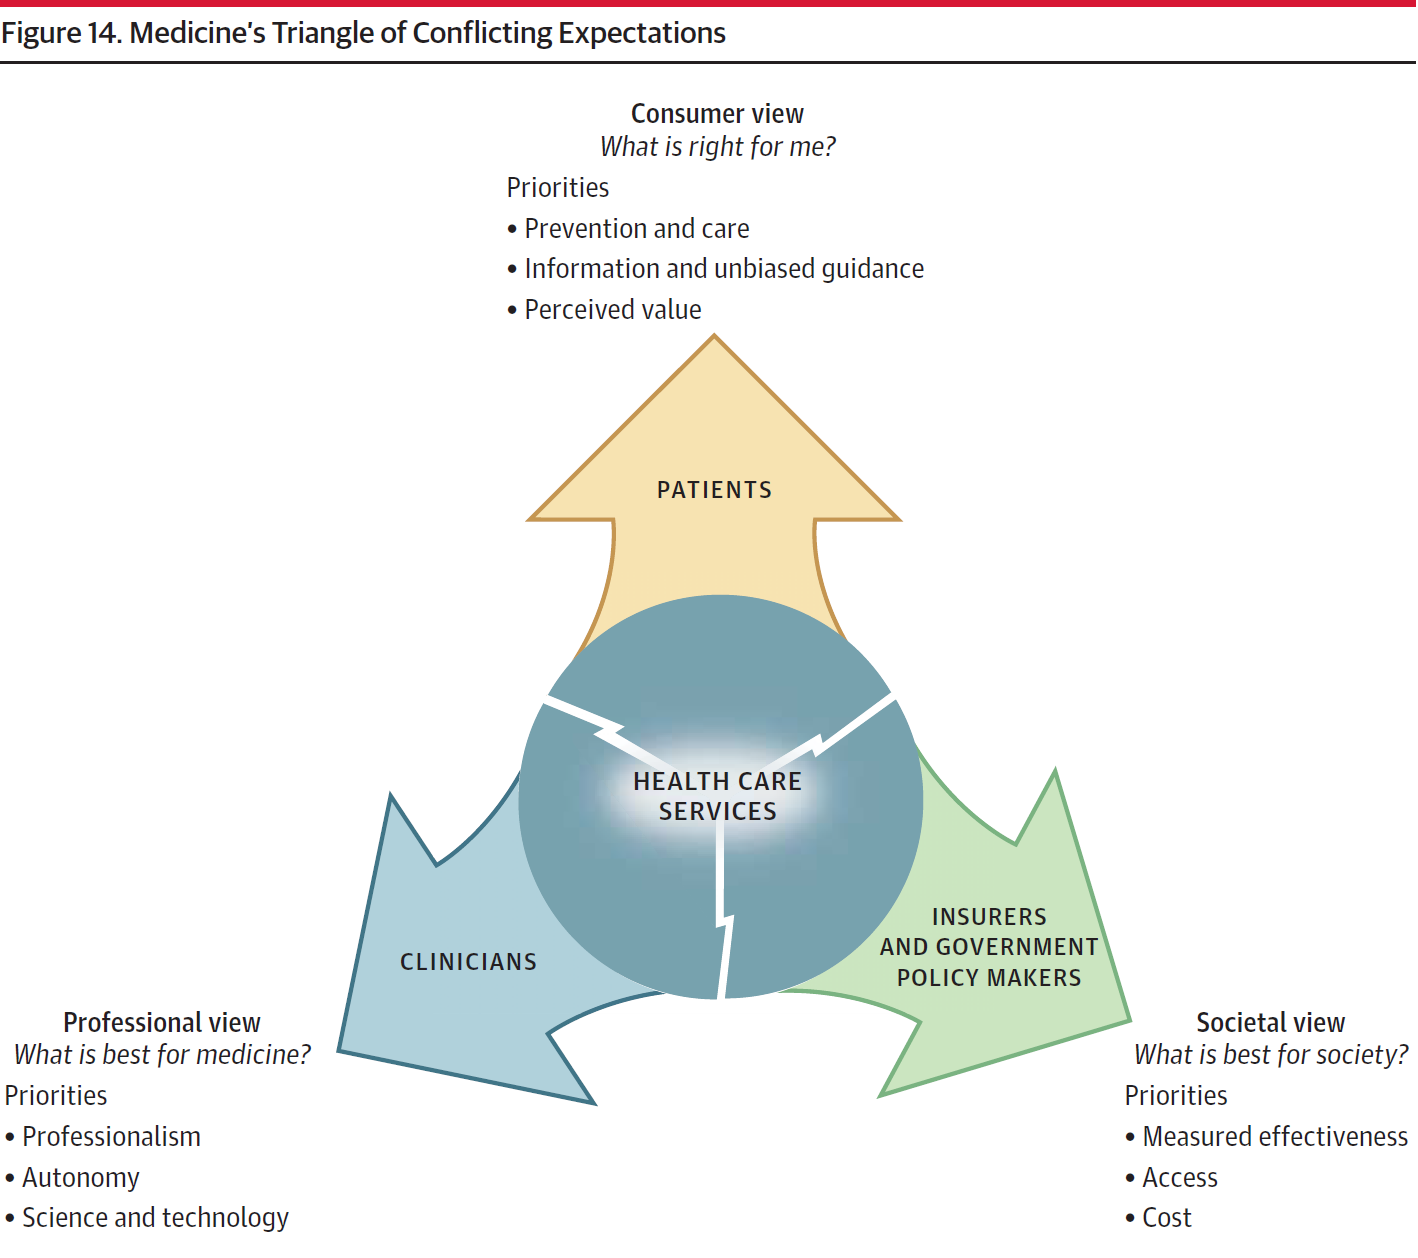 Figure 14. Medicine's Triangle of Conflicting Expectations
Consumer view
What is right for me?
Priorities
• Prevention and care
• Information and unbiased guidance
• Perceived value
PATIENTS
HEALTH CARE
SERVICES
CLINICIANS
INSURERS
AND GOVERNMENT
POLICY MAKERS
Professional view
What is best for medicine?
Priorities
• Professionalism
• Autonomy
• Science and technology
Societal view
What is best for society?
Priorities
• Measured effectiveness
• Access
• Cost